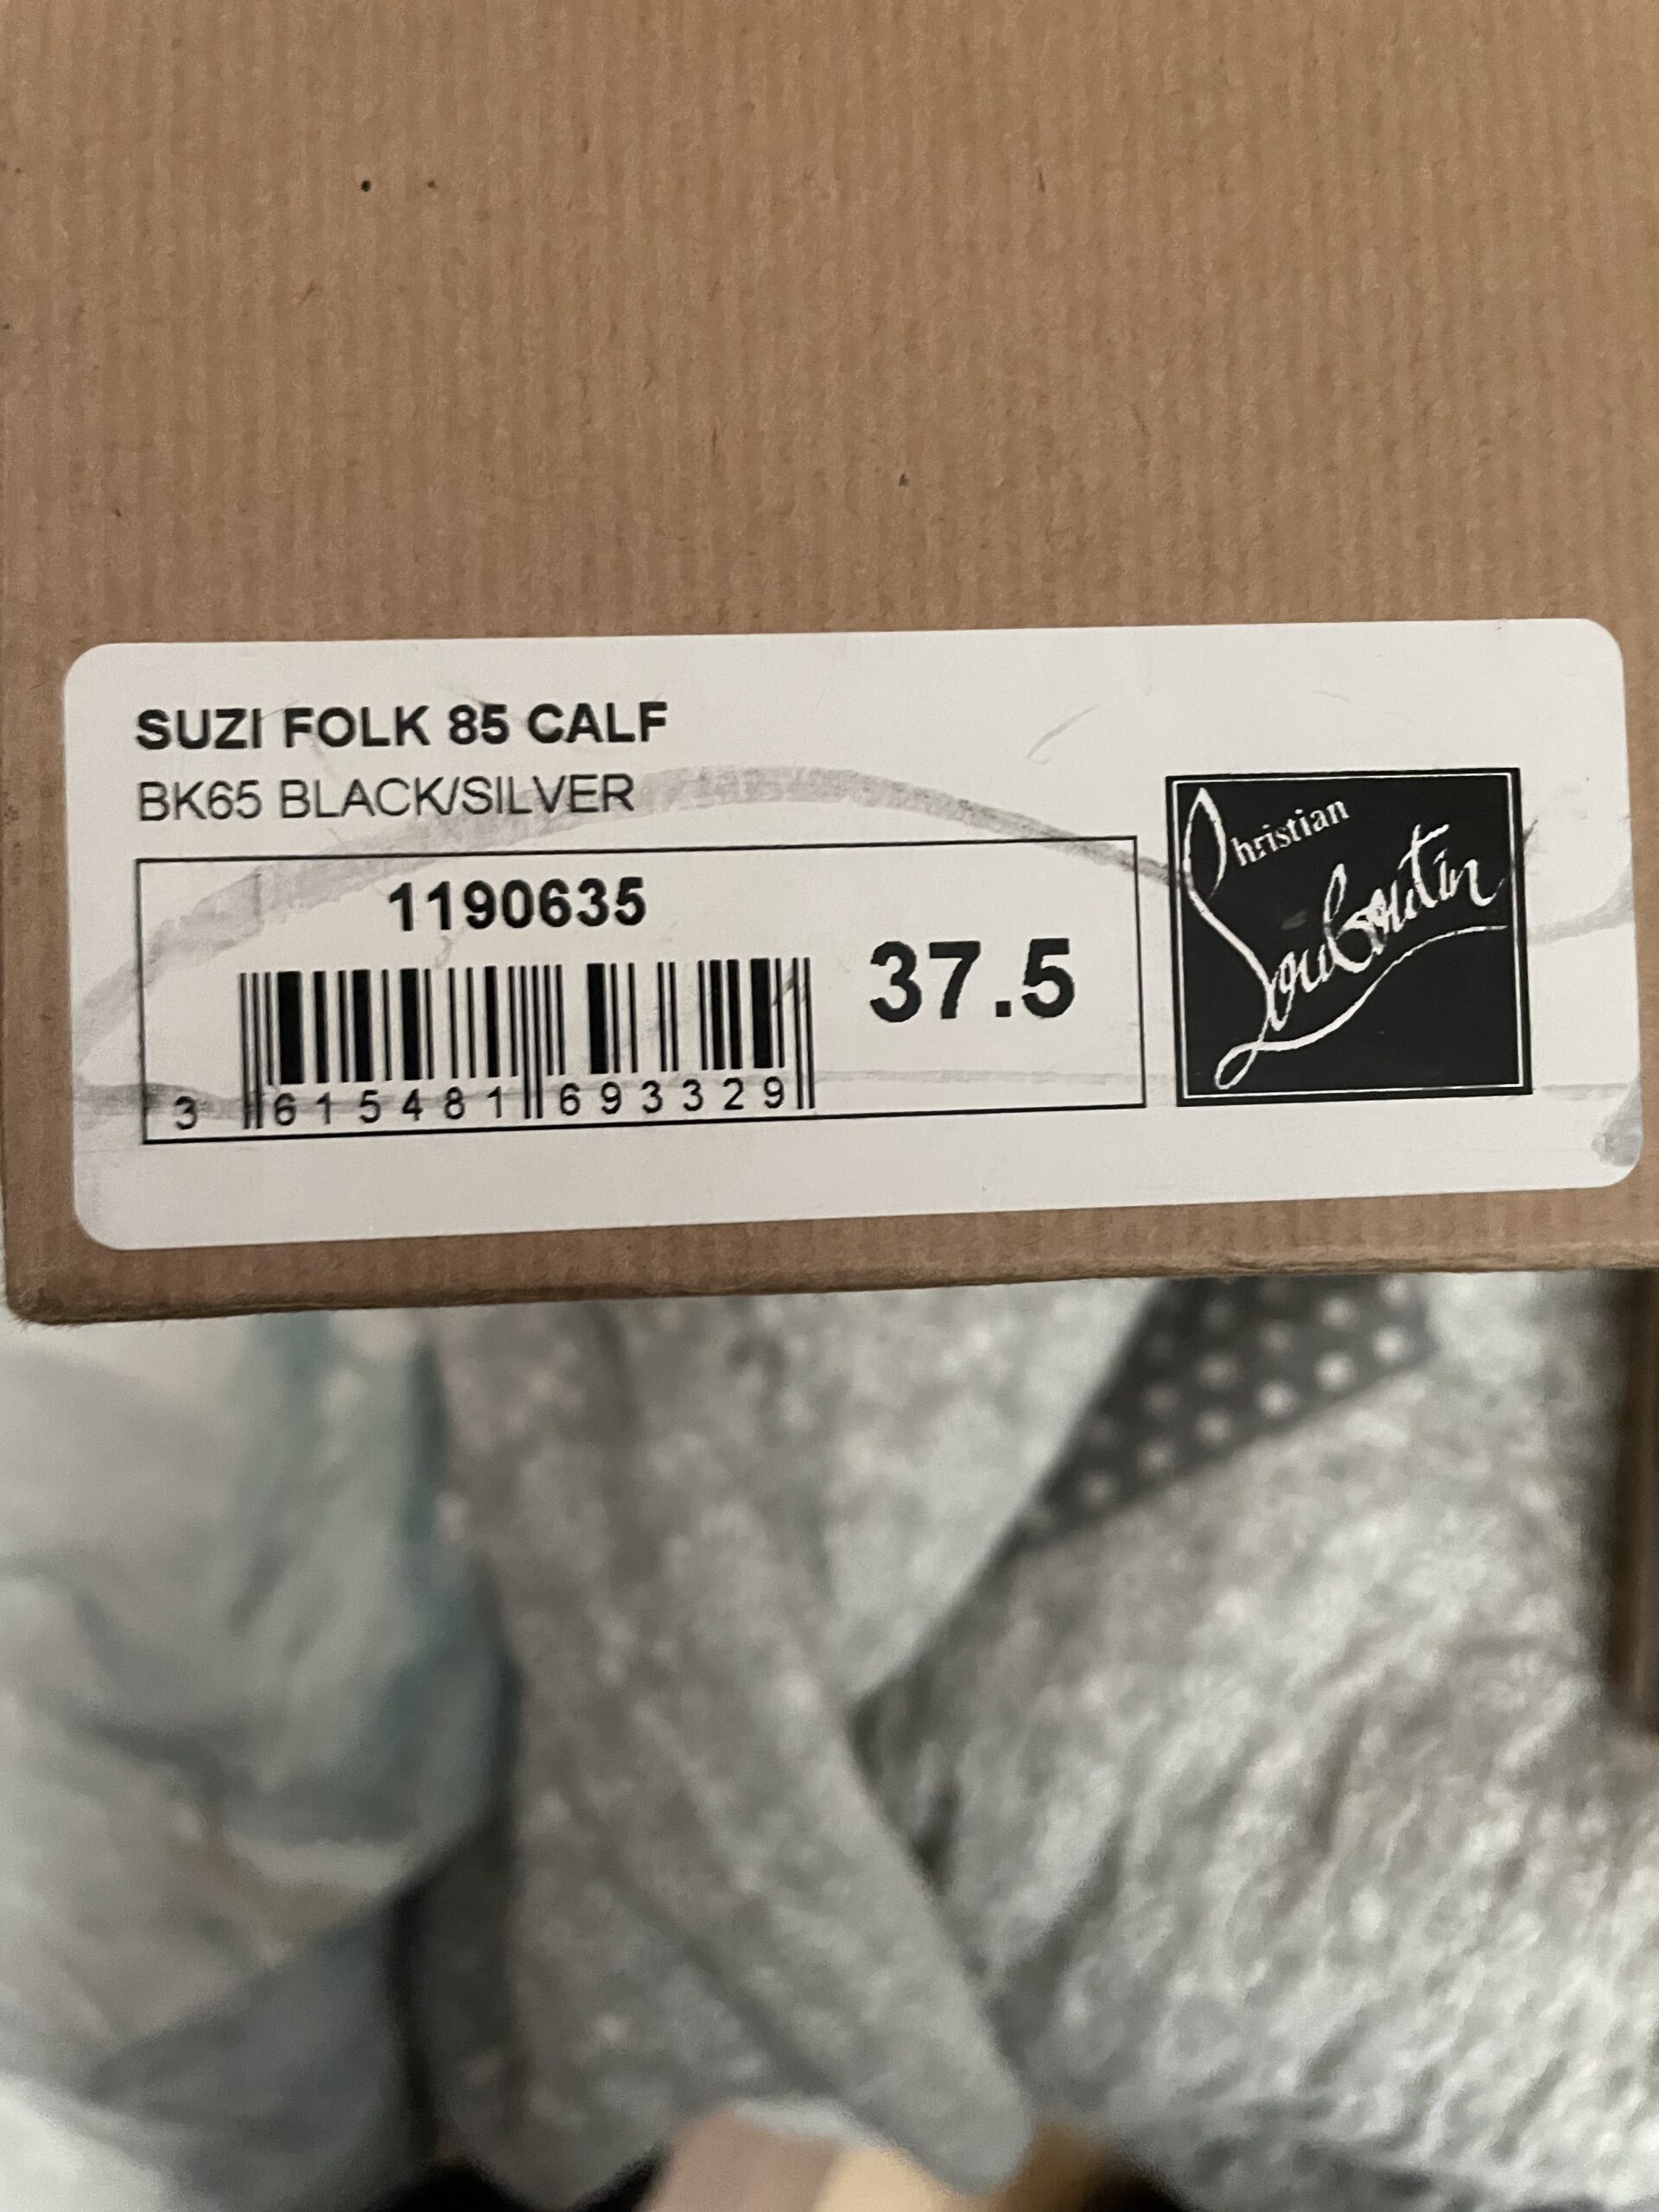 SUZI FOLK 85 CALF
BK65 BLACK/SILVER
1190635
37.5
3 615481 693329
Christian
Louboutin